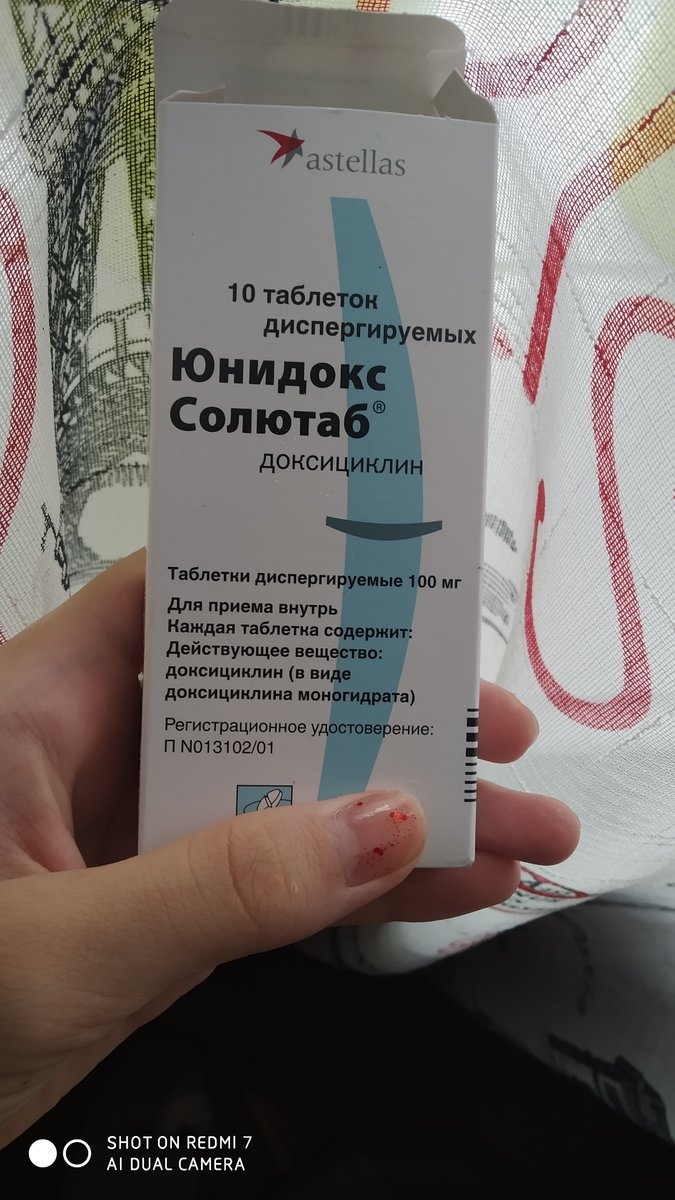 astellas
10 таблеток
диспергируемых
Юнидокс
Солютаб®
доксициклин
Таблетки диспергируемые 100 мг
Для приема внутрь
Каждая таблетка содержит:
Действующее вещество:
доксициклин (в виде
доксициклина моногидрата)
Регистрационное удостоверение:
П N013102/01
SHOT ON REDMI 7
AI DUAL CAMERA